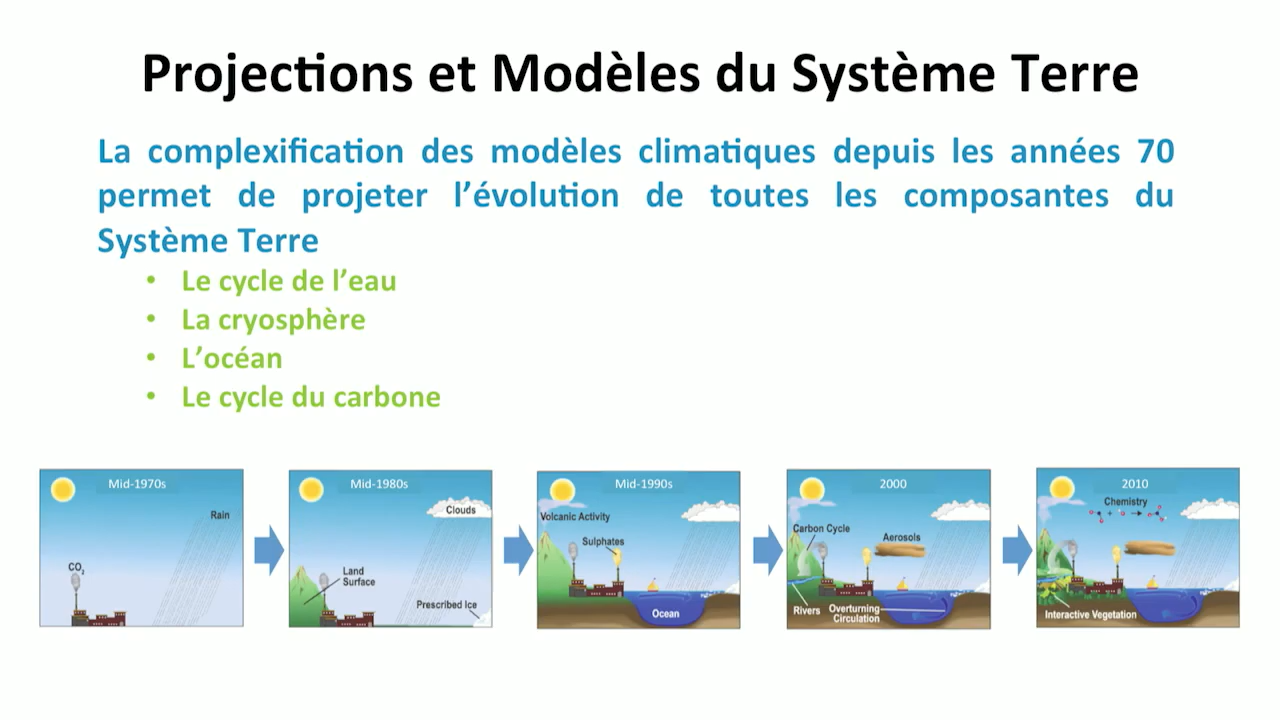 Projections et Modèles du Système Terre
La complexification des modèles climatiques depuis les années 70
permet de projeter l’évolution de toutes les composantes du
Système Terre
• Le cycle de l’eau
• La cryosphère
• L’océan
• Le cycle du carbone
Mid-1970s
Rain
CO2
Mid-1980s
Clouds
Land
Surface
Prescribed Ice
Mid-1990s
Volcanic Activity
Sulphates
Ocean
2000
Carbon Cycle
Aerosols
Rivers
Overturning
Circulation
2010
Chemistry
Interactive Vegetation